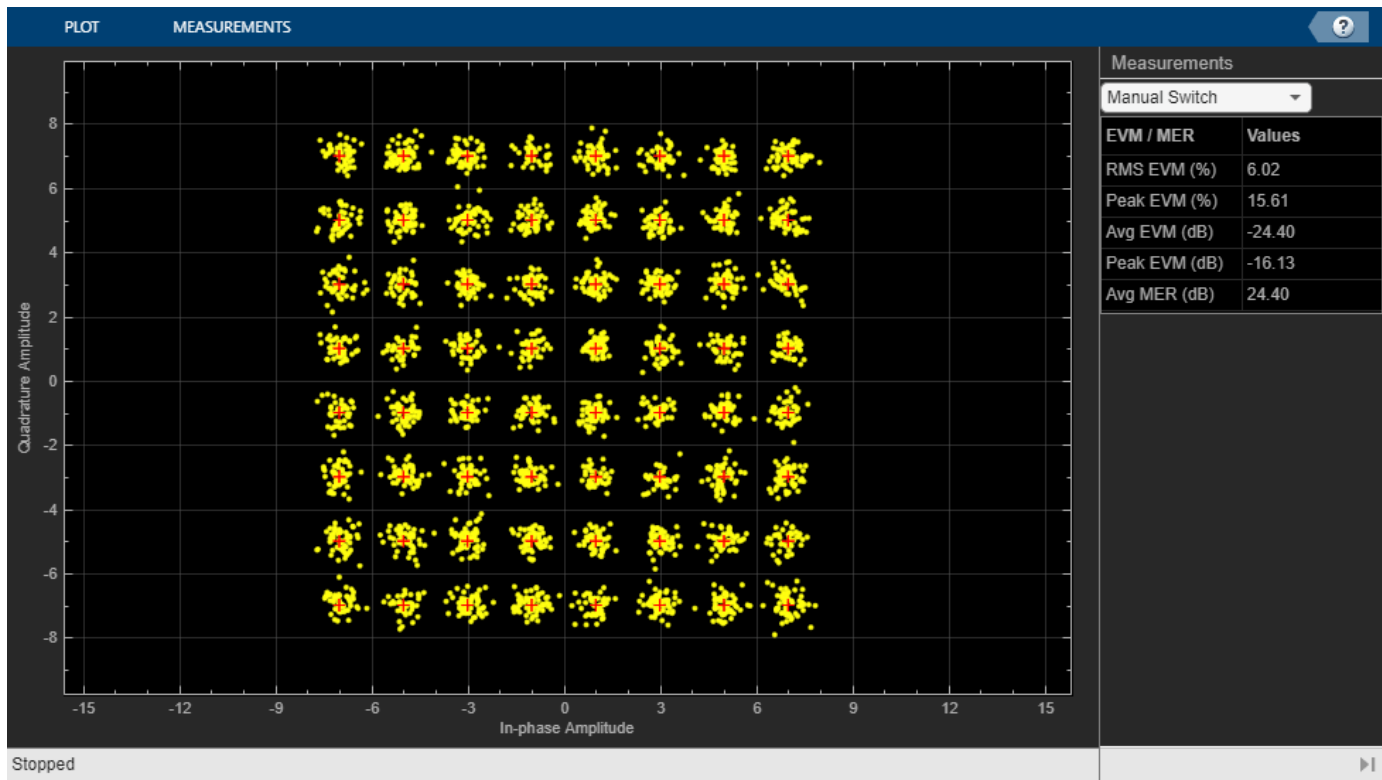 PLOT MEASUREMENTS ?
Measurements
Manual Switch
EVM / MER Values
RMS EVM (%) 6.02
Peak EVM (%) 15.61
Avg EVM (dB) -24.40
Peak EVM (dB) -16.13
Avg MER (dB) 24.40
Quadrature Amplitude
8
6
4
2
0
-2
-4
-6
-8
-15 -12 -9 -6 -3 0 3 6 9 12 15
In-phase Amplitude
Stopped